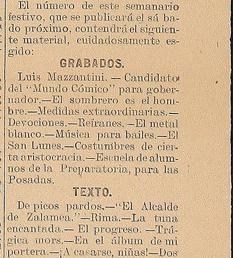 El número de este semanario
festivo, que se publicará el sá ba
do próximo, contendrá el siguien
te material, cuidadosamente es-
gido:
GRABADOS.
Luis Mazzantini.—Candidato
del "Mundo Cómico" para gober-
nador.—El sombrero es el hom-
bre.—Medidas extraordinarias.—
Devociones.—Refranes.—El metal
blanco.—Música para bailes.—El
San Lunes.—Costumbres de cier-
ta aristocracia.—Escuela de alum-
nos de la Preparatoria, para las
Posadas.
TEXTO.
De picos pardos.—"El Alcalde
de Zalamea."—Rima.—La tuna
encantada.—El progreso.—Trá-
gica mors.—En el álbum de mi
portera.—¡A casarse, niñas!—Dos